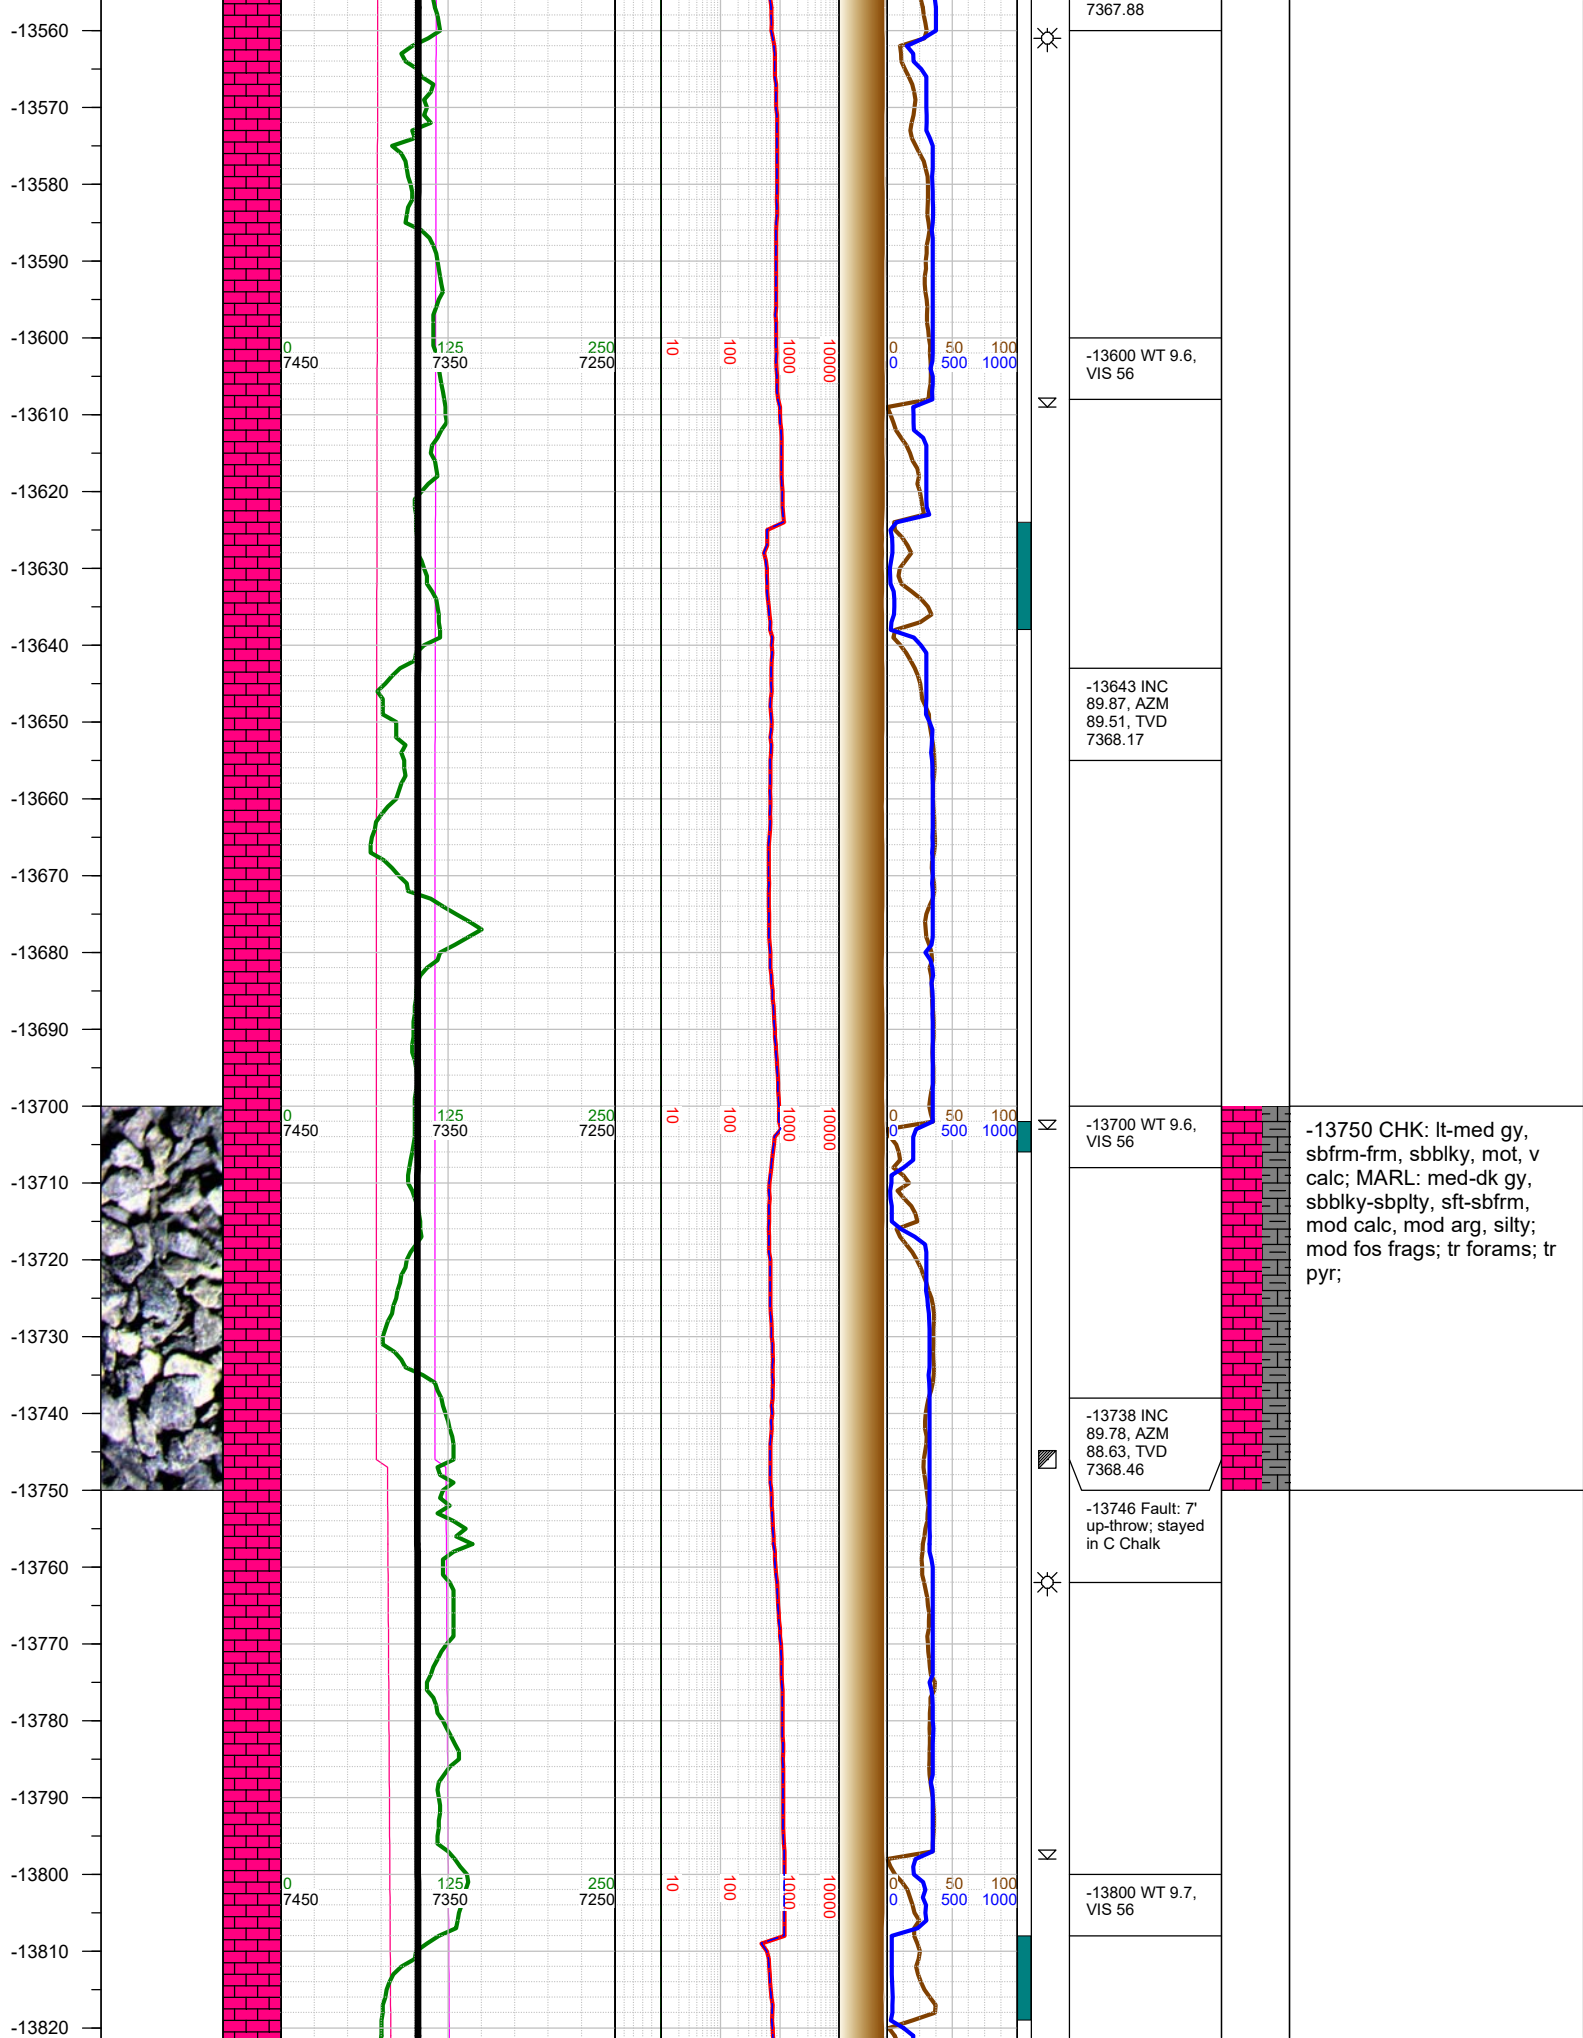 7367.88
-13560
-13570
-13580
-13590
-13600
0 125 250 10 100 1000 10000 0 50 100
7450 7350 7250 0 500 1000
-13600 WT 9.6,
VIS 56
-13610
-13620
-13630
-13640
-13643 INC
89.87, AZM
89.51, TVD
7368.17
-13650
-13660
-13670
-13680
-13690
-13700
0 125 250 10 100 1000 10000 0 50 100
7450 7350 7250 0 500 1000
-13700 WT 9.6,
VIS 56
-13750 CHK: lt-med gy,
sbfrm-frm, sbblky, mot, v
calc; MARL: med-dk gy,
sbblky-sbplty, sft-sbfrm,
mod calc, mod arg, silty;
mod fos frags; tr forams; tr
pyr;
-13710
-13720
-13730
-13740
-13738 INC
89.78, AZM
88.63, TVD
7368.46
-13750
-13746 Fault: 7'
up-throw; stayed
in C Chalk
-13760
-13770
-13780
-13790
-13800
0 125 250 10 100 1000 10000 0 50 100
7450 7350 7250 0 500 1000
-13800 WT 9.7,
VIS 56
-13810
-13820